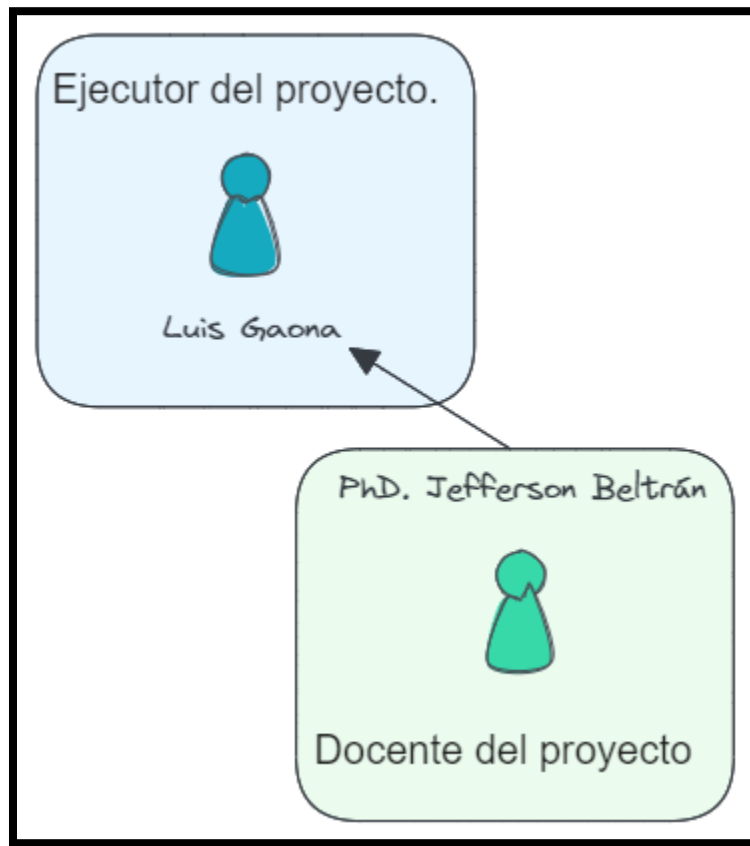 Ejecutor del proyecto.
Luis Gaona
PhD. Jefferson Beltrán
Docente del proyecto